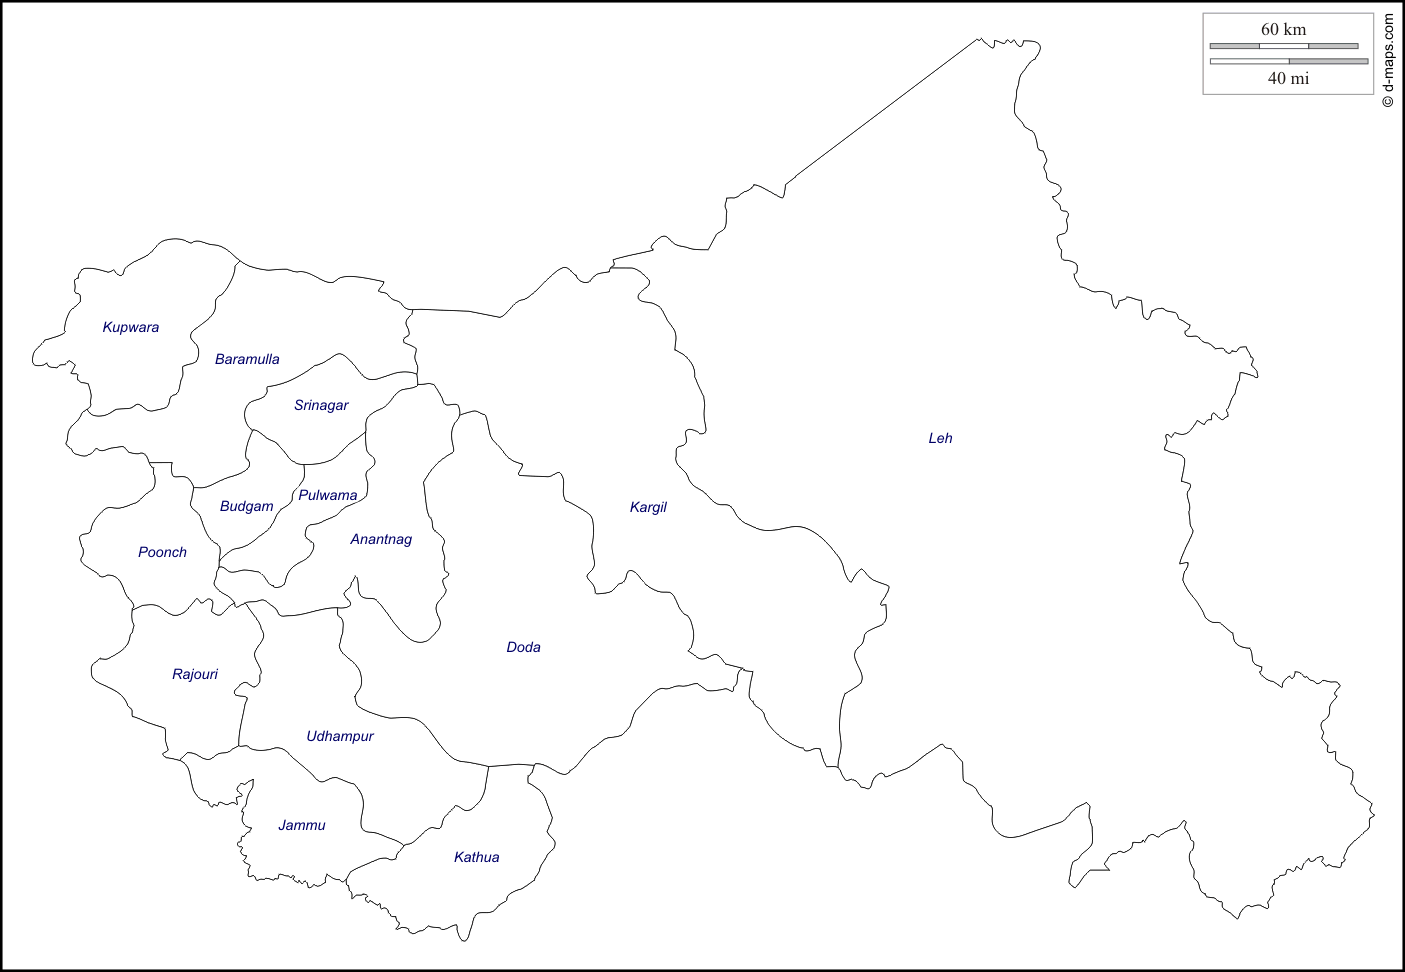 60 km
40 mi
© d-maps.com
Kupwara
Baramulla
Srinagar
Leh
Budgam
Pulwama
Kargil
Anantnag
Poonch
Doda
Rajouri
Udhampur
Jammu
Kathua